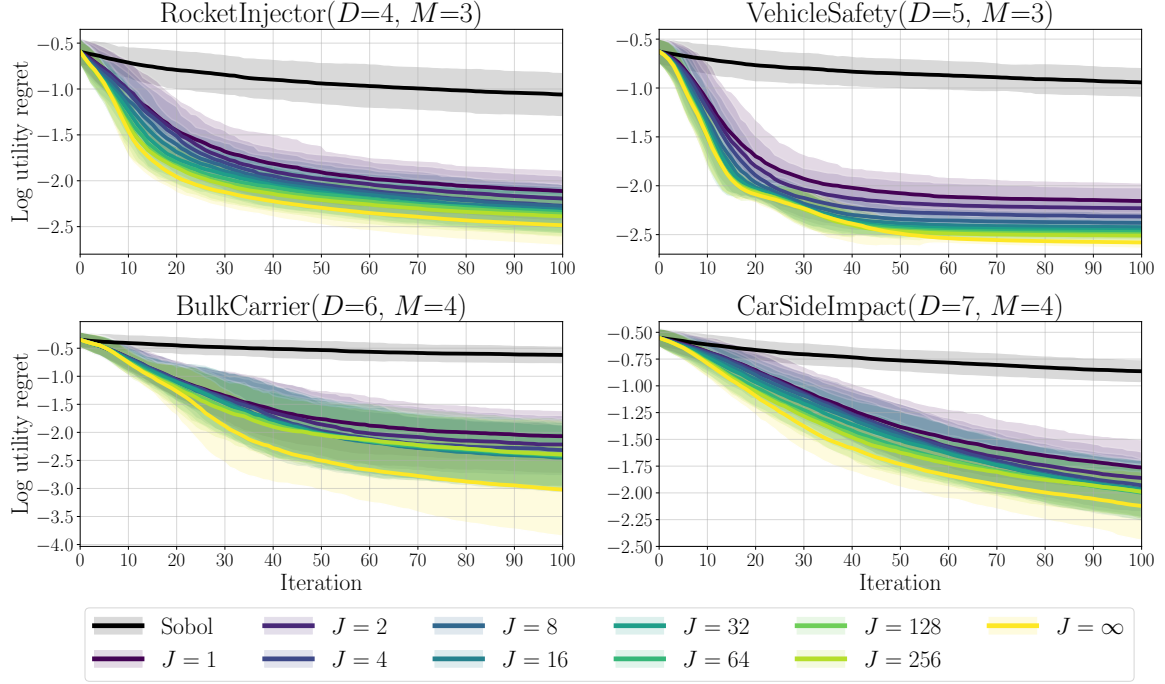 RocketInjector(D=4, M=3)
VehicleSafety(D=5, M=3)
Log utility regret
−0.5
−1.0
−1.5
−2.0
−2.5
0 10 20 30 40 50 60 70 80 90 100
−0.5
−1.0
−1.5
−2.0
−2.5
0 10 20 30 40 50 60 70 80 90 100
BulkCarrier(D=6, M=4)
CarSideImpact(D=7, M=4)
Log utility regret
−0.5
−1.0
−1.5
−2.0
−2.5
−3.0
−3.5
−4.0
0 10 20 30 40 50 60 70 80 90 100
Iteration
−0.50
−0.75
−1.00
−1.25
−1.50
−1.75
−2.00
−2.25
−2.50
0 10 20 30 40 50 60 70 80 90 100
Iteration
Sobol J = 2 J = 8 J = 32 J = 128 J = ∞
J = 1 J = 4 J = 16 J = 64 J = 256